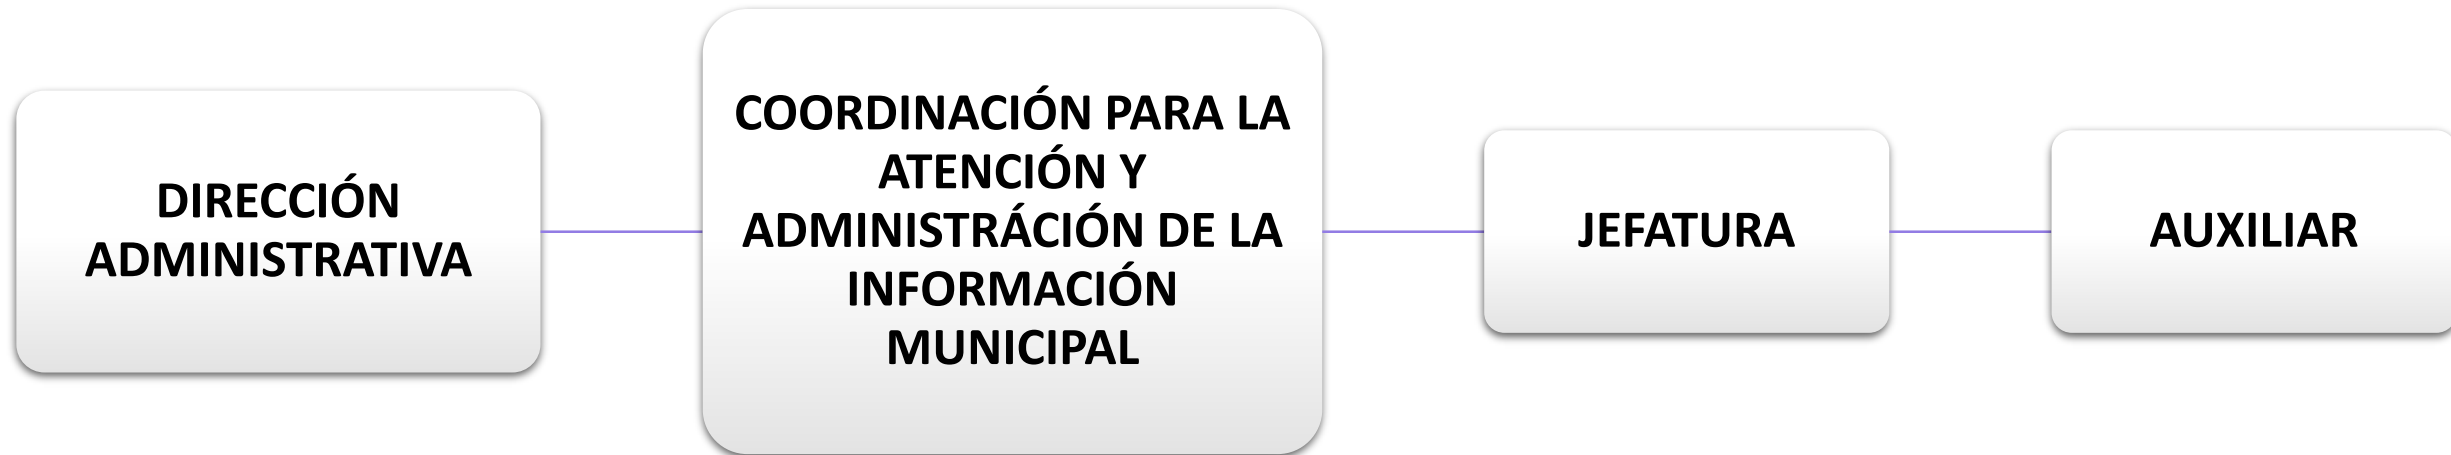 DIRECCIÓN
ADMINISTRATIVA
COORDINACIÓN PARA LA
ATENCIÓN Y
ADMINISTRÁCIÓN DE LA
INFORMACIÓN
MUNICIPAL
JEFATURA
AUXILIAR